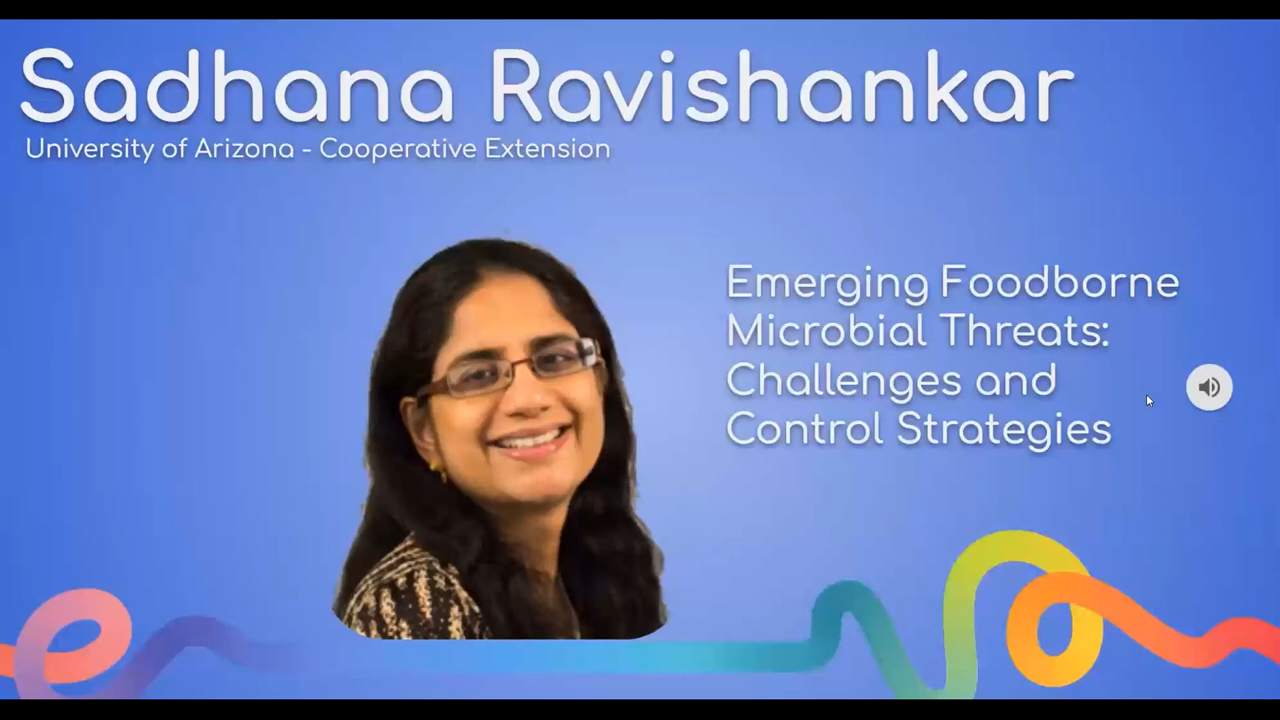 Sadhana Ravishankar
University of Arizona - Cooperative Extension
Emerging Foodborne
Microbial Threats:
Challenges and
Control Strategies